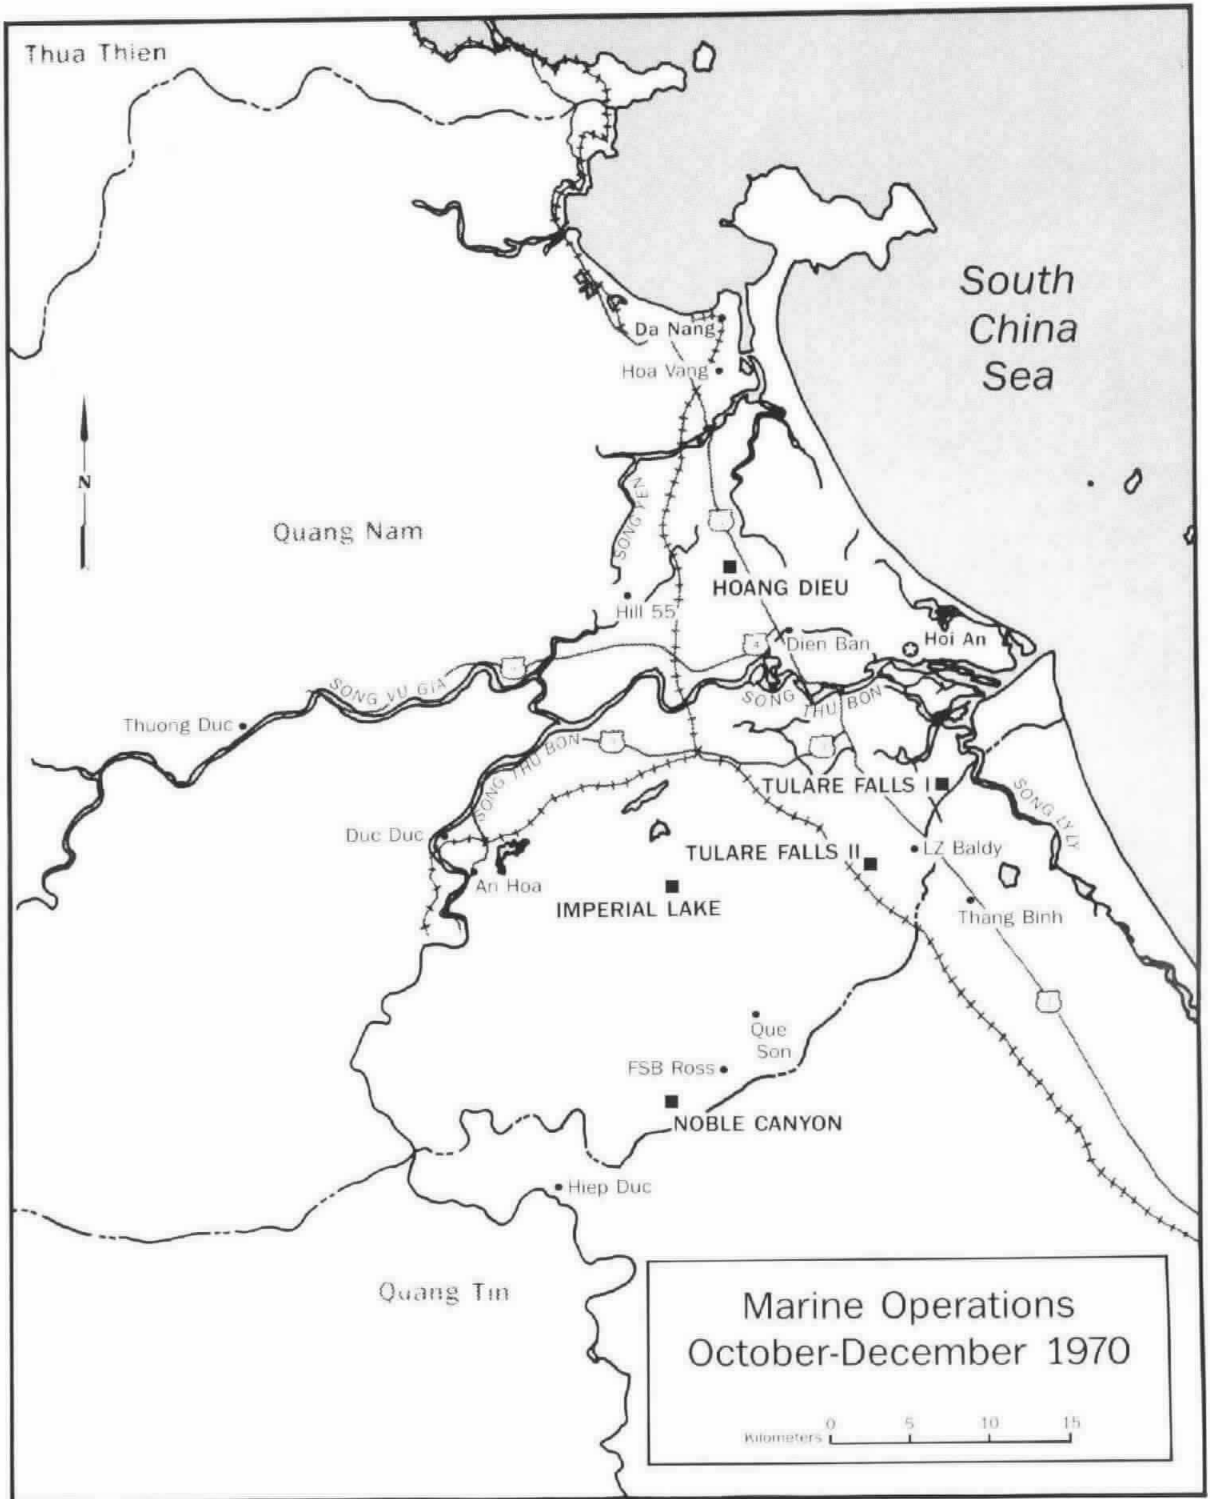 Thua Thien
South
China
Sea
Da Nang
Hoa Vang
N
SONG YEN
Quang Nam
HOANG DIEU
Hill 55
4
Dien Ban
Hoi An
SONG VU GIA
SONG THU BON
Thuong Duc
SONG THU BON
TULARE FALLS I
SONG LY LY
Duc Duc
TULARE FALLS II
LZ Baldy
An Hoa
IMPERIAL LAKE
Thang Binh
Que
Son
FSB Ross
NOBLE CANYON
Hiep Duc
Quang Tin
Marine Operations
October-December 1970
0 5 10 15
Kilometers